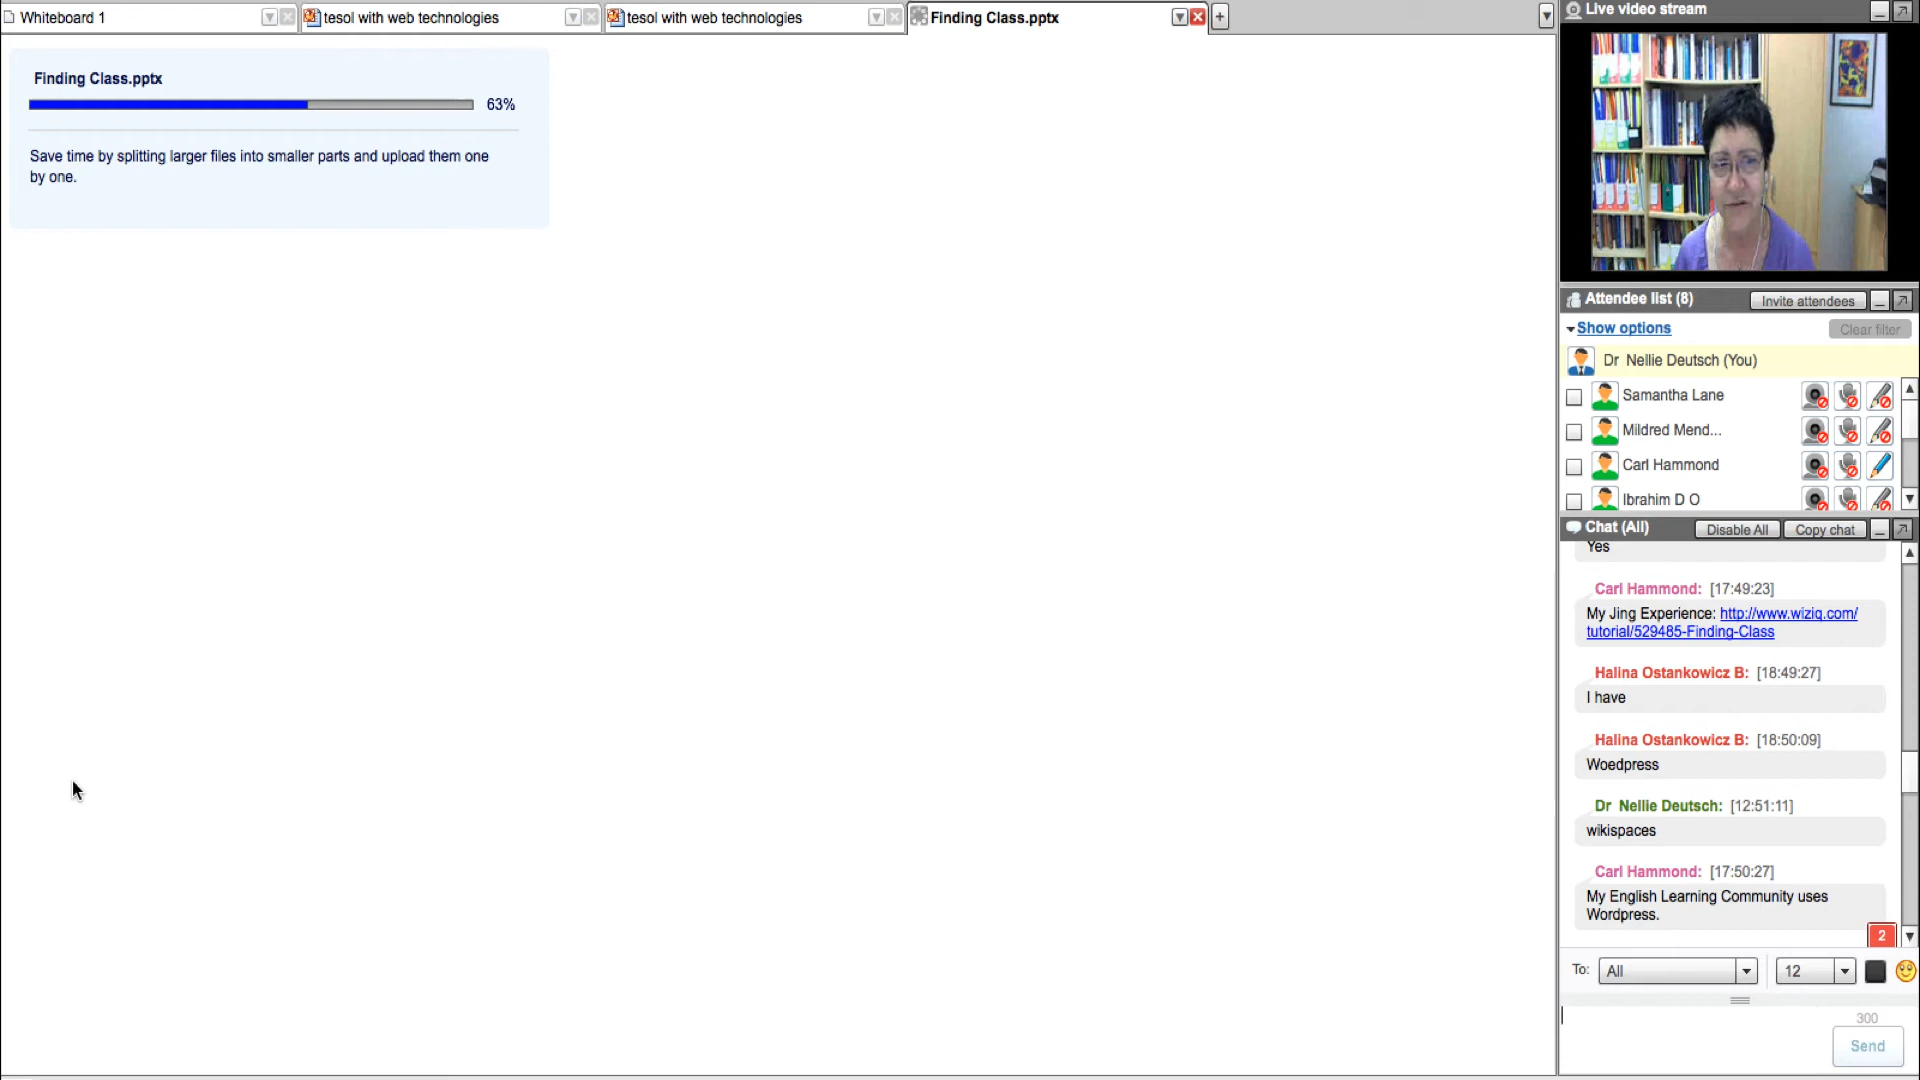 Whiteboard 1
tesol with web technologies
tesol with web technologies
Finding Class.pptx
Finding Class.pptx
63%
Save time by splitting larger files into smaller parts and upload them one
by one.
Live video stream
Attendee list (8)
Invite attendees
Show options
Clear filter
Dr Nellie Deutsch (You)
Samantha Lane
Mildred Mend...
Carl Hammond
Ibrahim D O
Chat (All)
Disable All
Copy chat
Yes
Carl Hammond: [17:49:23]
My Jing Experience: http://www.wiziq.com/
tutorial/529485-Finding-Class
Halina Ostankowicz B: [18:49:27]
I have
Halina Ostankowicz B: [18:50:09]
Woedpress
Dr Nellie Deutsch: [12:51:11]
wikispaces
Carl Hammond: [17:50:27]
My English Learning Community uses
Wordpress.
2
To: All
12
300
Send